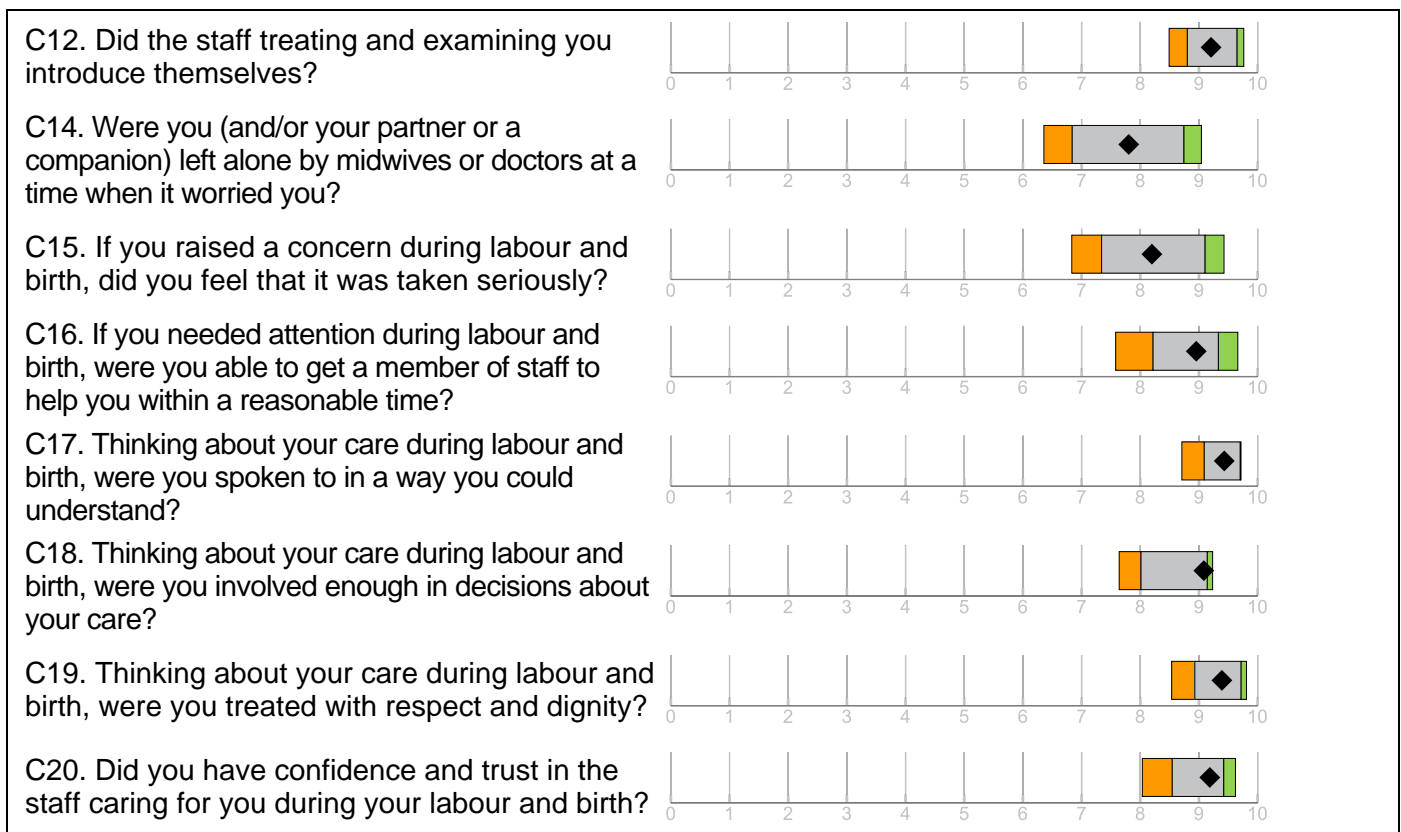 C12. Did the staff treating and examining you
introduce themselves?
0 1 2 3 4 5 6 7 8 9 10
C14. Were you (and/or your partner or a
companion) left alone by midwives or doctors at a
time when it worried you?
0 1 2 3 4 5 6 7 8 9 10
C15. If you raised a concern during labour and
birth, did you feel that it was taken seriously?
0 1 2 3 4 5 6 7 8 9 10
C16. If you needed attention during labour and
birth, were you able to get a member of staff to
help you within a reasonable time?
0 1 2 3 4 5 6 7 8 9 10
C17. Thinking about your care during labour and
birth, were you spoken to in a way you could
understand?
0 1 2 3 4 5 6 7 8 9 10
C18. Thinking about your care during labour and
birth, were you involved enough in decisions about
your care?
0 1 2 3 4 5 6 7 8 9 10
C19. Thinking about your care during labour and
birth, were you treated with respect and dignity?
0 1 2 3 4 5 6 7 8 9 10
C20. Did you have confidence and trust in the
staff caring for you during your labour and birth?
0 1 2 3 4 5 6 7 8 9 10